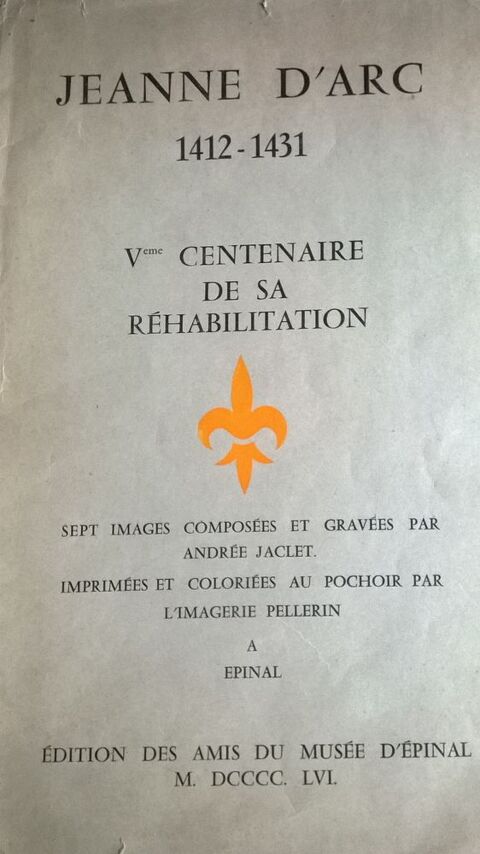 JEANNE D'ARC
1412-1431
Veme CENTENAIRE
DE SA
RÉHABILITATION
SEPT IMAGES COMPOSÉES ET GRAVÉES PAR
ANDRÉE JACLET.
IMPRIMÉES ET COLORIÉES AU POCHOIR PAR
L'IMAGERIE PELLERIN
A
EPINAL
ÉDITION DES AMIS DU MUSÉE D'ÉPINAL
M. DCCCC. LVI.